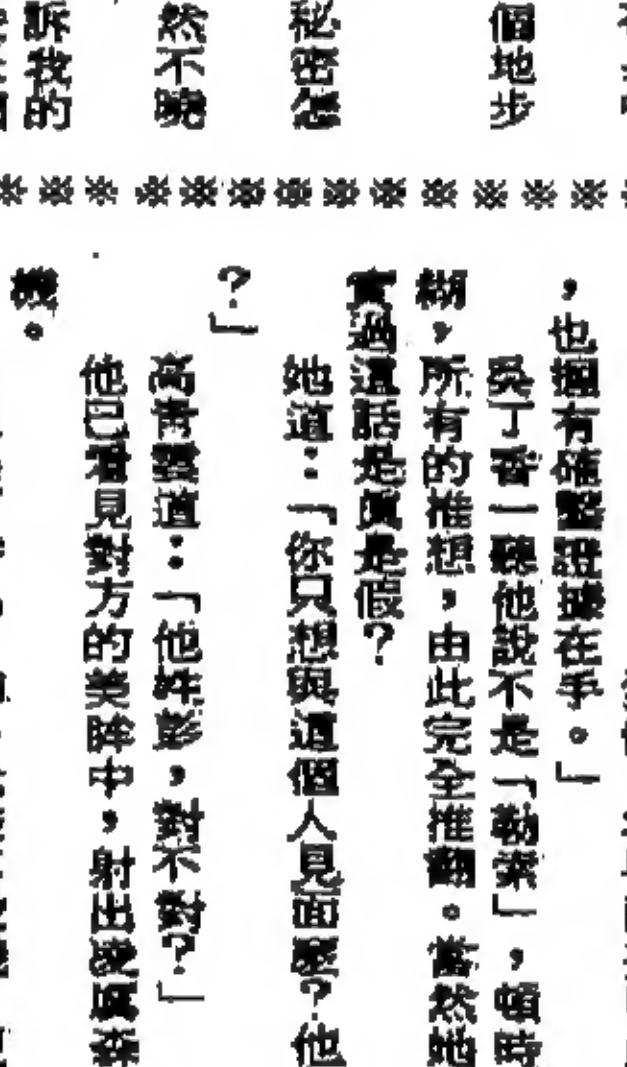 個地步
秘密怎
然不曉
訴我的
※※※※※※※※※※※※※
，也擁有確鑿證據在手。」
吳丁香一聽他說不是「勒索」，頓時
糊，所有的推想，由此完全推翻。當然她
實過這話是真是假？
她道：「你只想與這個人見面麼？他
？」
高青雲道：「他姓彭，對不對？」
他已看見對方的美眸中，射出凌厲森
機。